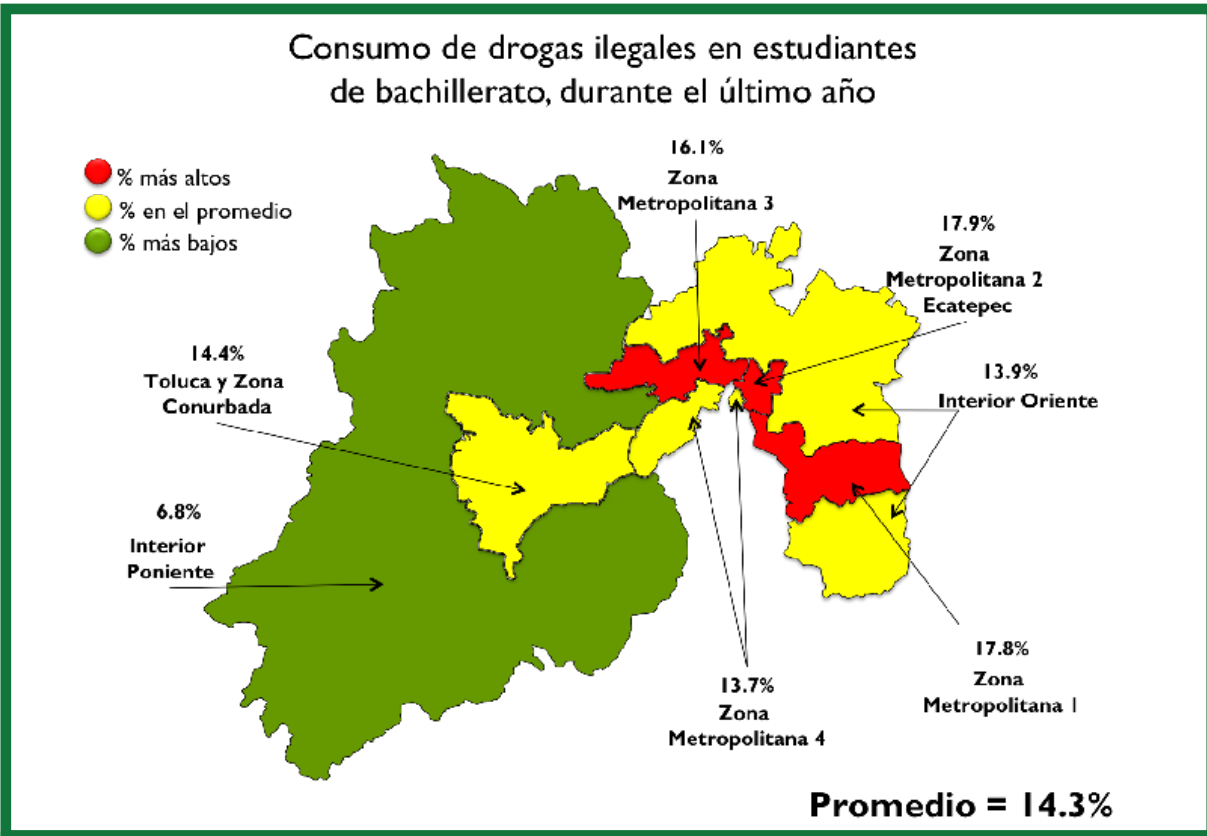 Consumo de drogas ilegales en estudiantes
de bachillerato, durante el último año
% más altos
% en el promedio
% más bajos
16.1%
Zona
Metropolitana 3
17.9%
Zona
Metropolitana 2
Ecatepec
14.4%
Toluca y Zona
Conurbada
13.9%
Interior Oriente
6.8%
Interior
Poniente
17.8%
Zona
Metropolitana 1
13.7%
Zona
Metropolitana 4
Promedio = 14.3%